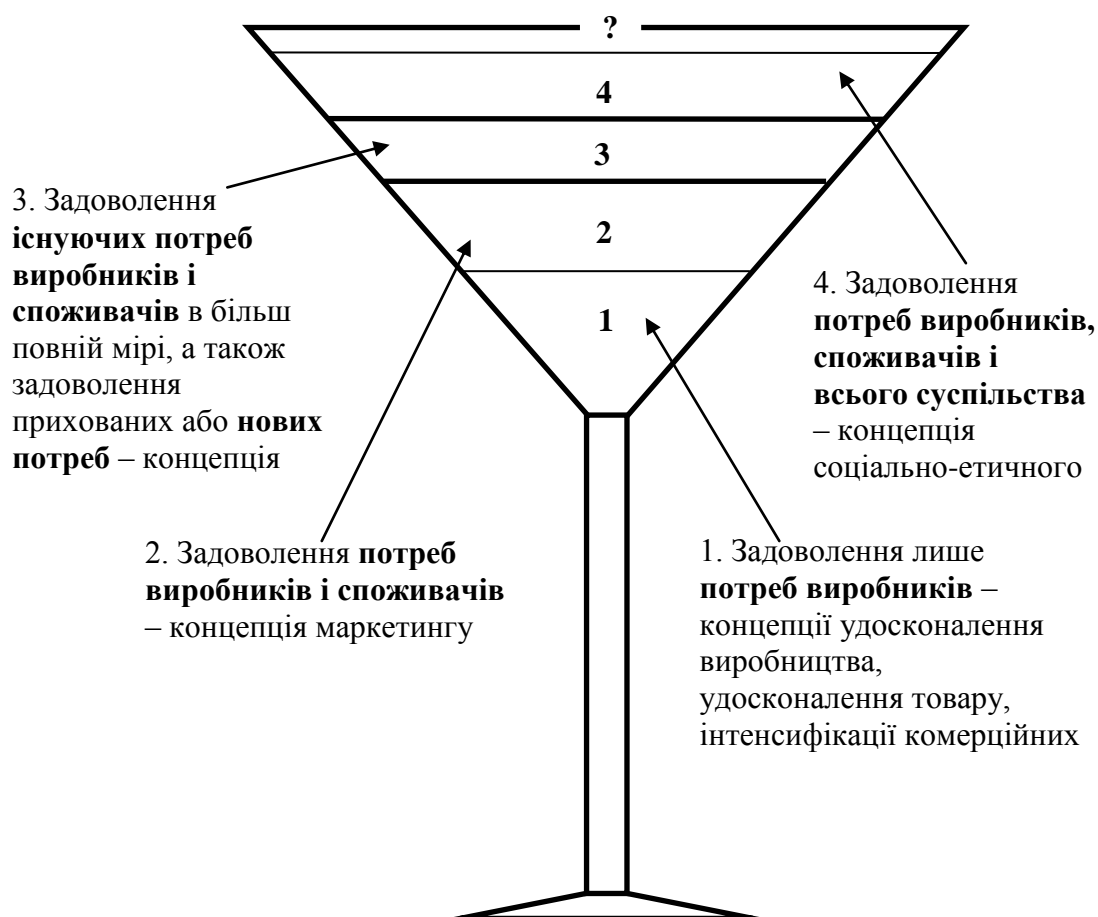 ?
4
3
2
1
3. Задоволення
існуючих потреб
виробників і
споживачів в більш
повній мірі, а також
задоволення
прихованих або нових
потреб – концепція
4. Задоволення
потреб виробників,
споживачів і
всього суспільства
– концепція
соціально-етичного
2. Задоволення потреб
виробників і споживачів
– концепція маркетингу
1. Задоволення лише
потреб виробників –
концепції удосконалення
виробництва,
удосконалення товару,
інтенсифікації комерційних